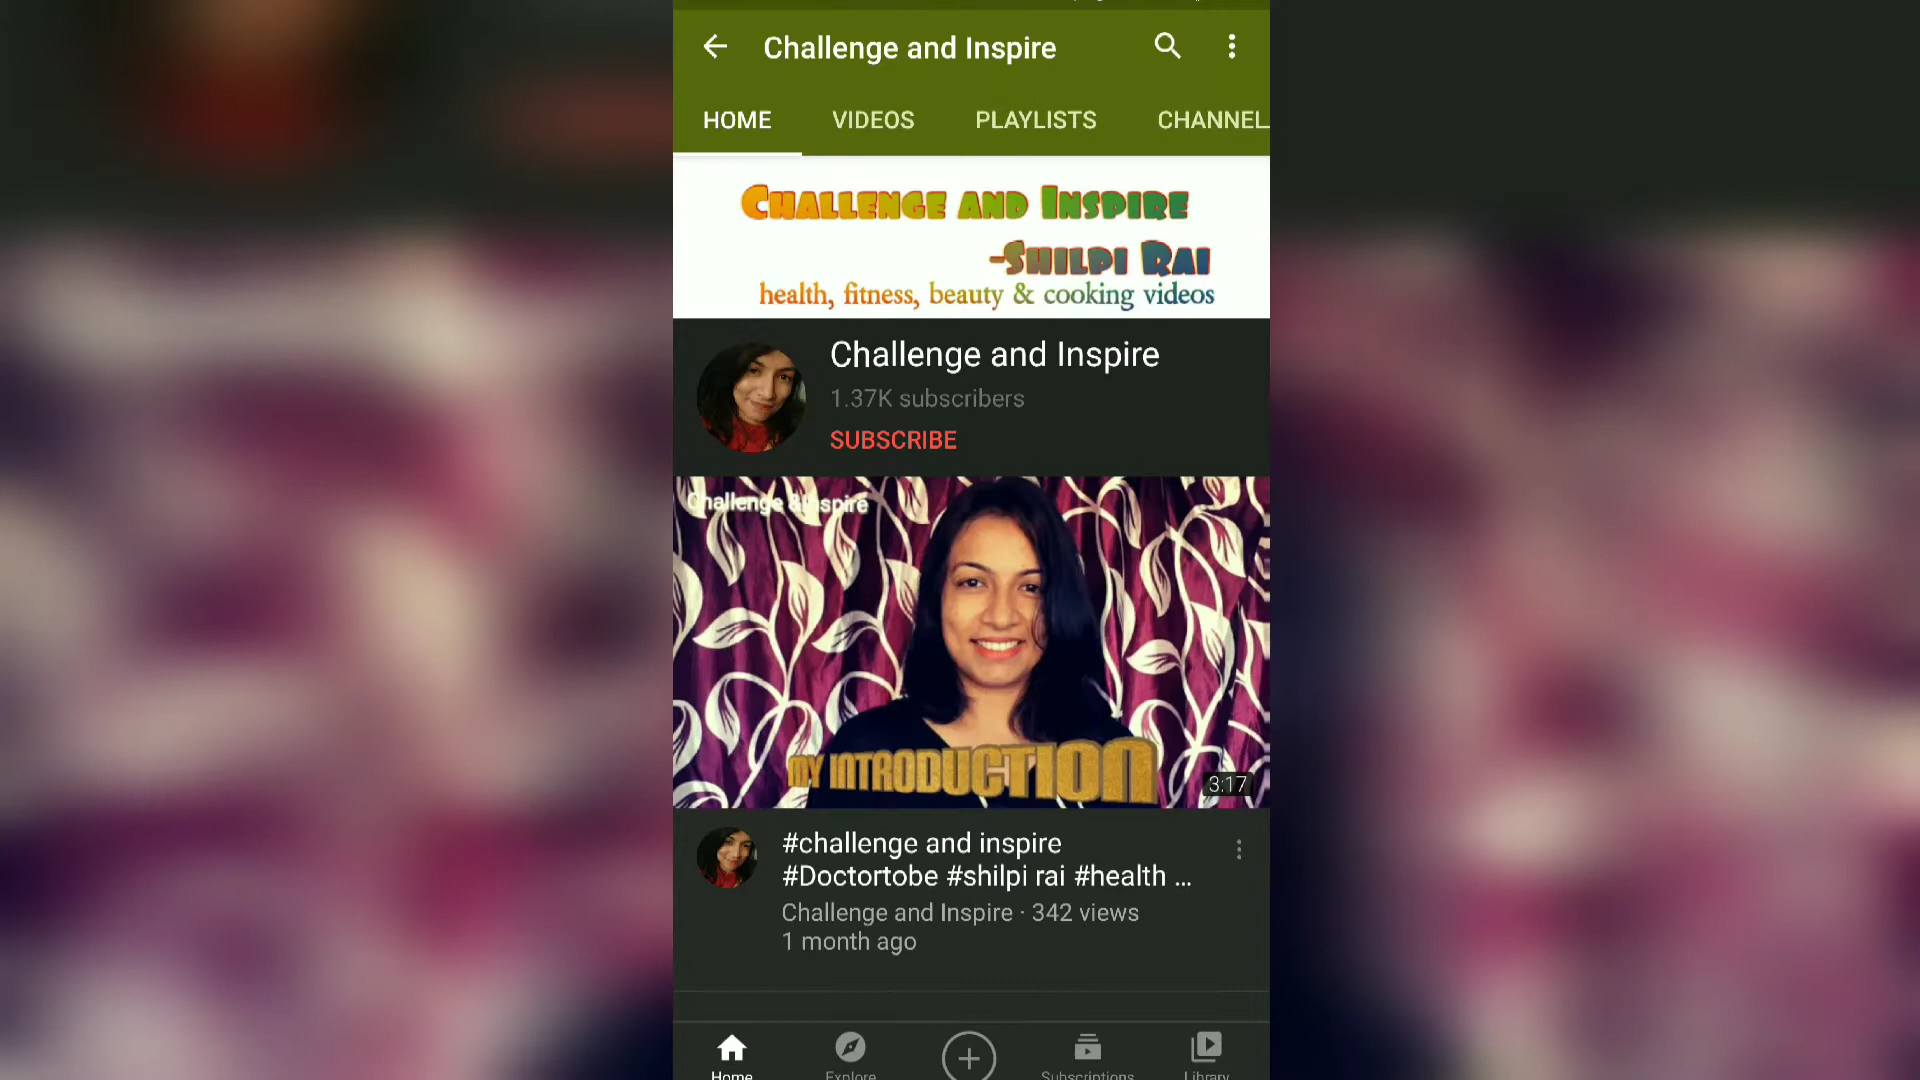 Challenge and Inspire
HOME VIDEOS PLAYLISTS CHANNEL
CHALLENGE AND INSPIRE
-SHILPI RAI
health, fitness, beauty & cooking videos
Challenge and Inspire
1.37K subscribers
SUBSCRIBE
Challenge &Inspire
MY INTRODUCTION
3:17
#challenge and inspire
#Doctortobe #shilpi rai #health ...
Challenge and Inspire · 342 views
1 month ago
Home Explore Subscriptions Library